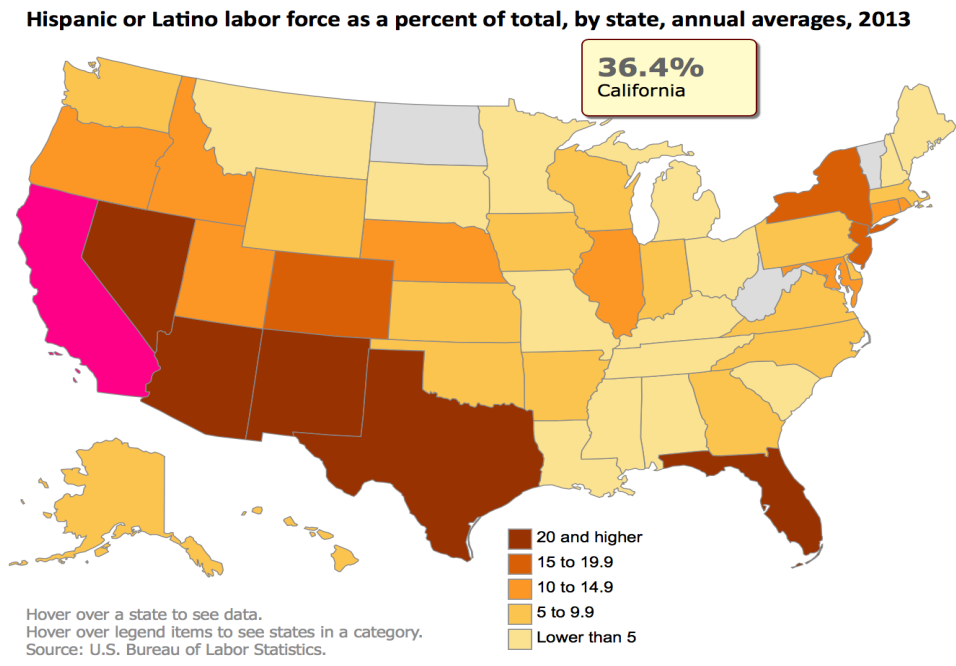 Hispanic or Latino labor force as a percent of total, by state, annual averages, 2013
36.4%
California
20 and higher
15 to 19.9
10 to 14.9
5 to 9.9
Lower than 5
Hover over a state to see data.
Hover over legend items to see states in a category.
Source: U.S. Bureau of Labor Statistics.